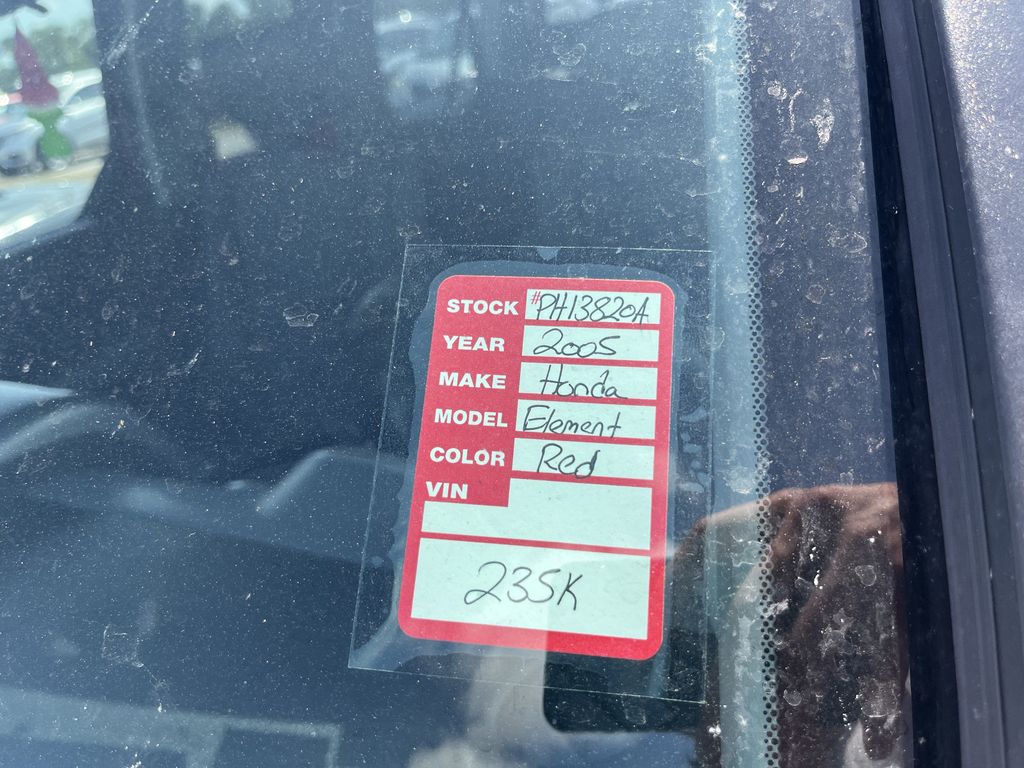 STOCK #PH13820A
YEAR 2005
MAKE Honda
MODEL Element
COLOR Red
VIN
235K